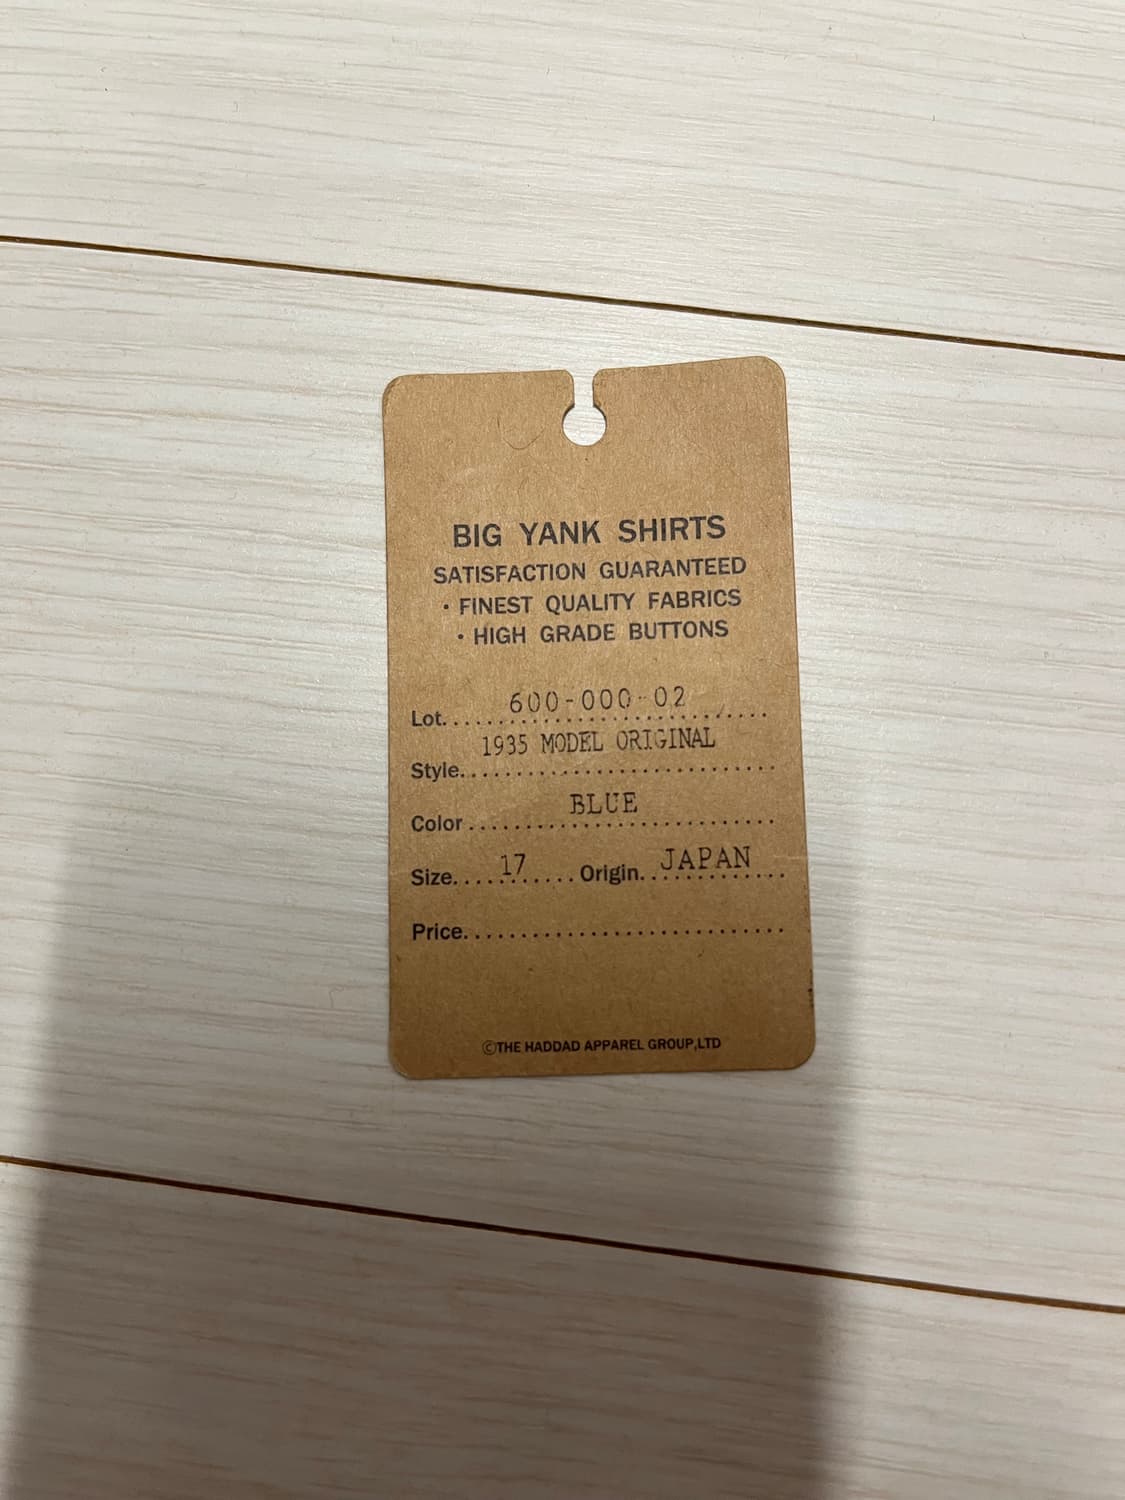 BIG YANK SHIRTS
SATISFACTION GUARANTEED
· FINEST QUALITY FABRICS
· HIGH GRADE BUTTONS
Lot. 600-000-02
Style. 1935 MODEL ORIGINAL
Color BLUE
Size. 17 Origin. JAPAN
Price.
©THE HADDAD APPAREL GROUP,LTD